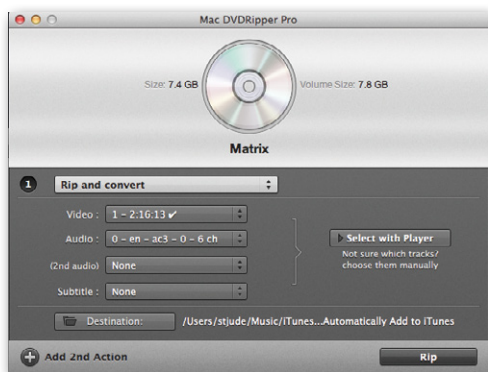 Mac DVDRipper Pro
Size: 7.4 GB
Volume Size: 7.8 GB
Matrix
1 Rip and convert
Video : 1 – 2:16:13 ✔
Audio : 0 – en – ac3 – 0 – 6 ch
(2nd audio) None
Subtitle : None
Select with Player
Not sure which tracks?
choose them manually
Destination: /Users/stjude/Music/iTunes...Automatically Add to iTunes
Add 2nd Action
Rip